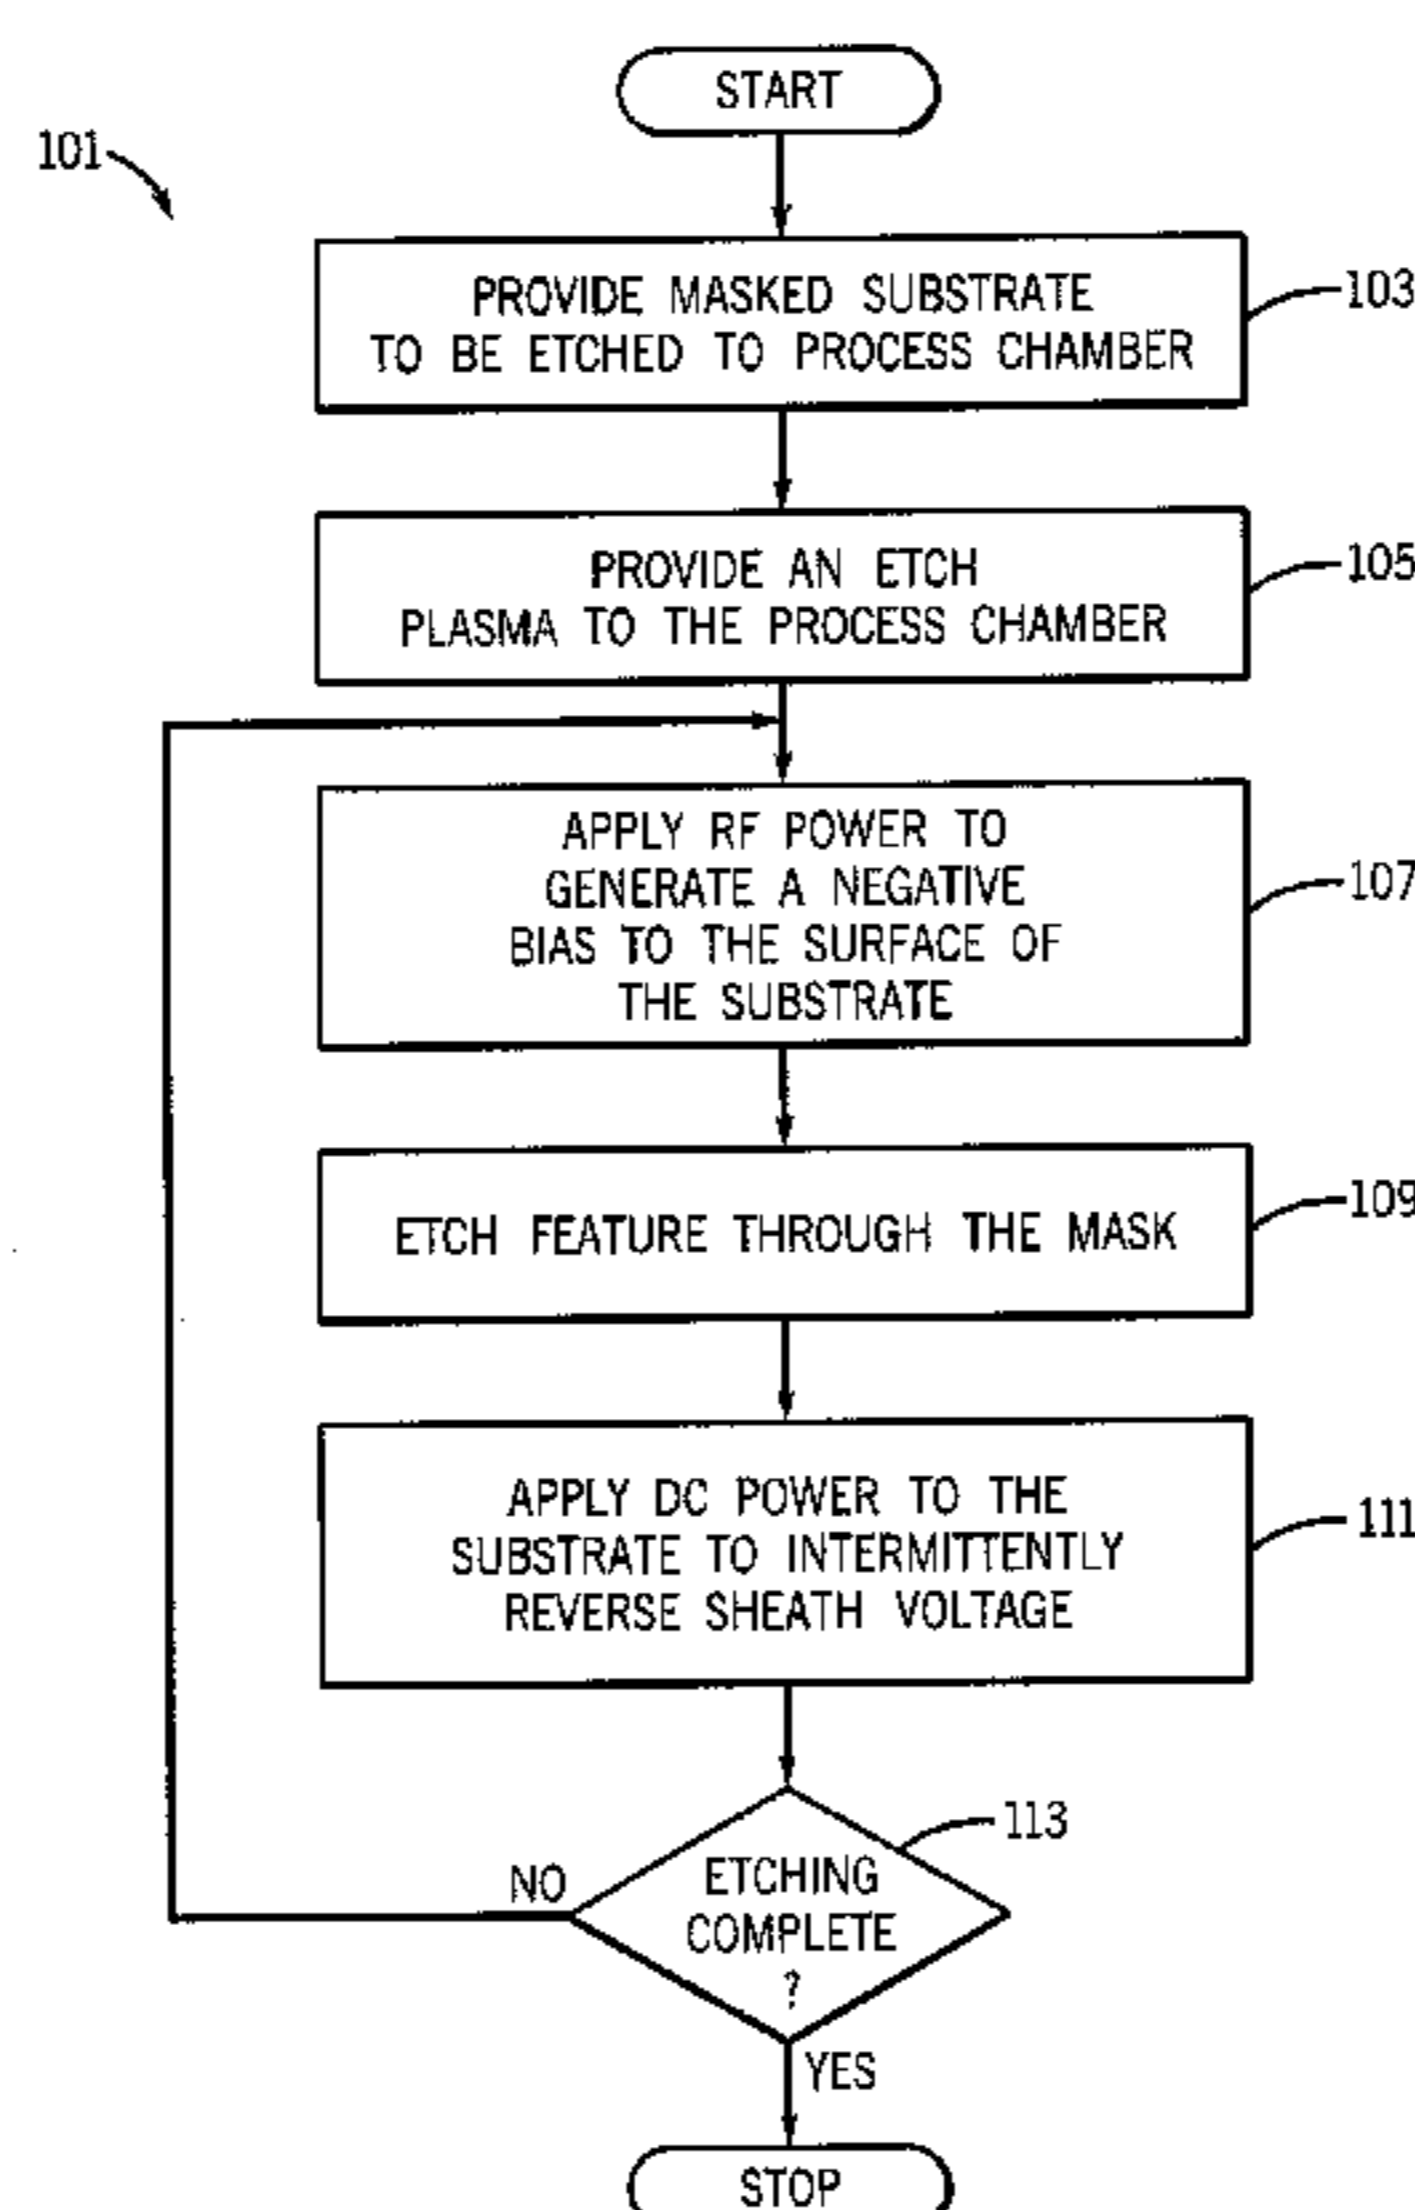 START
101
PROVIDE MASKED SUBSTRATE
TO BE ETCHED TO PROCESS CHAMBER
103
PROVIDE AN ETCH
PLASMA TO THE PROCESS CHAMBER
105
APPLY RF POWER TO
GENERATE A NEGATIVE
BIAS TO THE SURFACE OF
THE SUBSTRATE
107
ETCH FEATURE THROUGH THE MASK
109
APPLY DC POWER TO THE
SUBSTRATE TO INTERMITTENTLY
REVERSE SHEATH VOLTAGE
111
113
ETCHING
COMPLETE
?
NO
YES
STOP